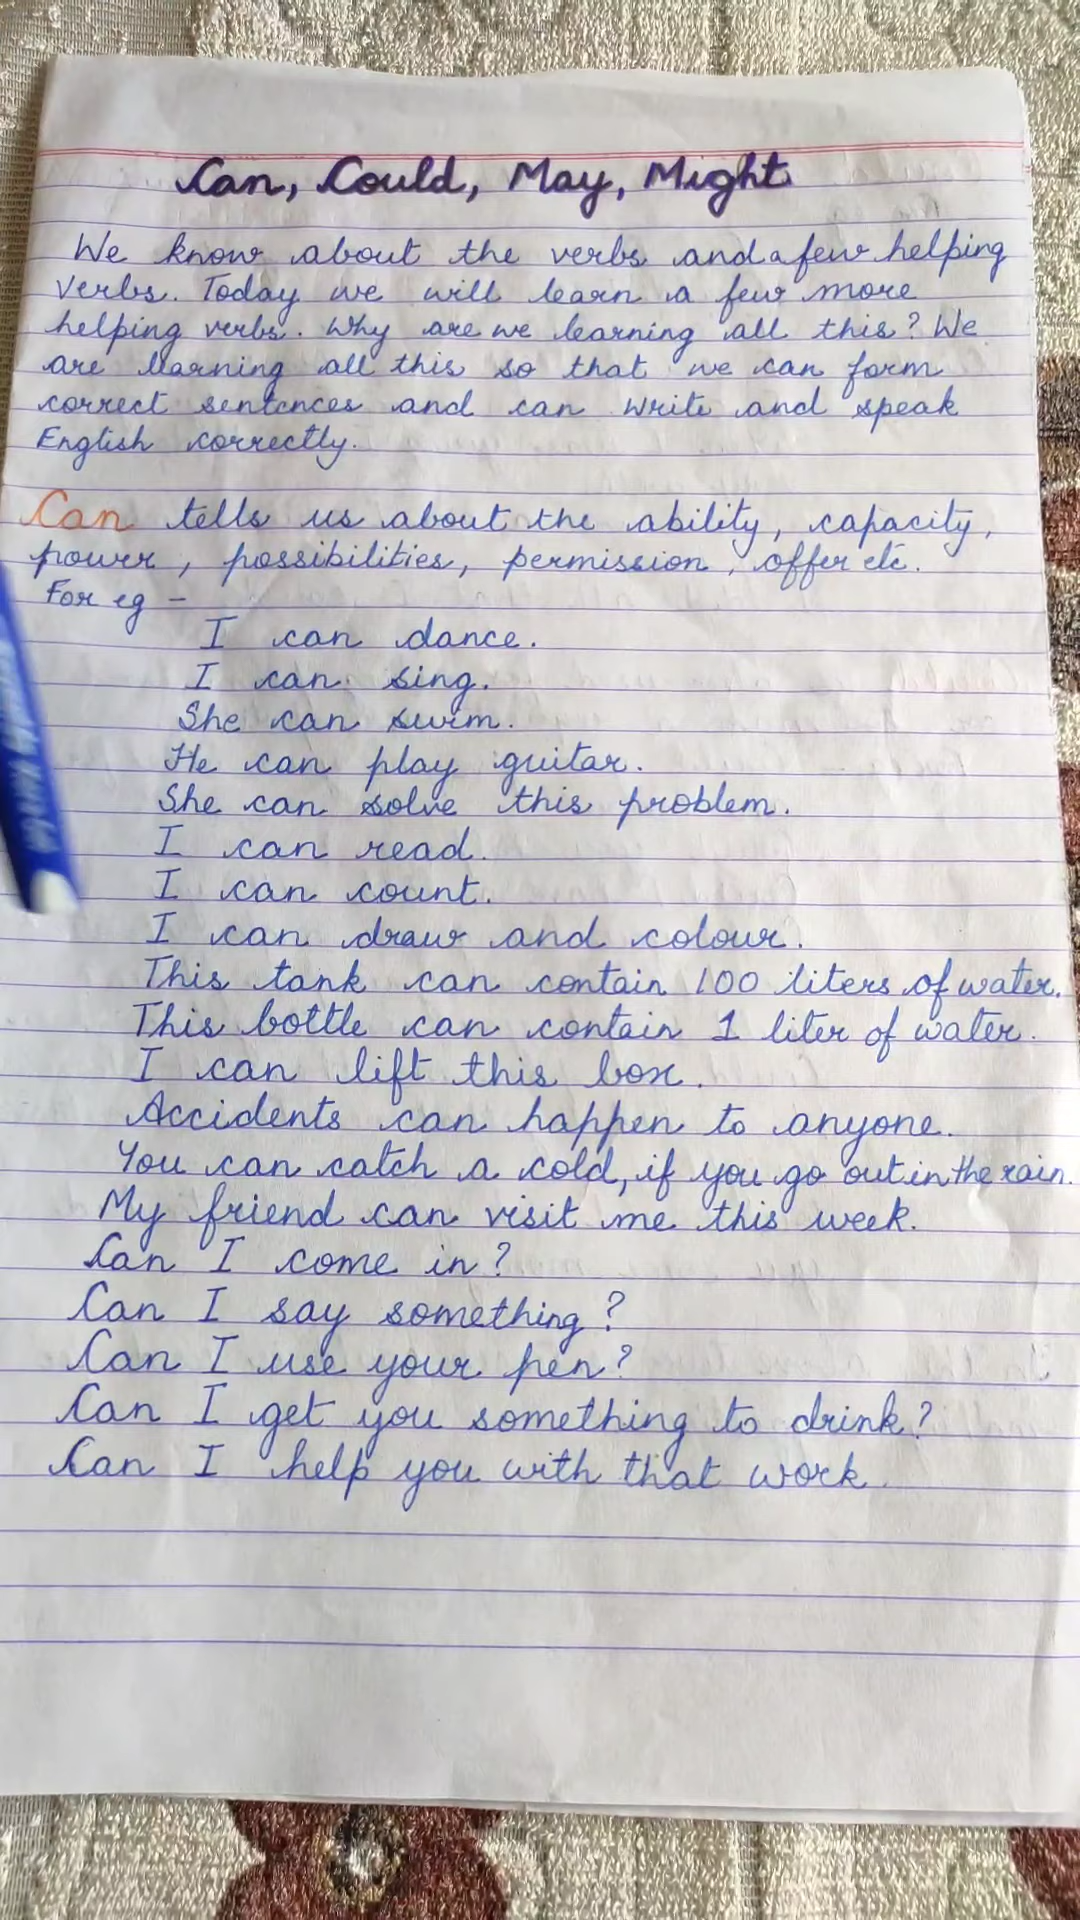 Can, Could, May, Might
We know about the verbs and a few helping
verbs. Today we will learn a few more
helping verbs. Why are we learning all this? We
are learning all this so that we can form
correct sentences and can write and speak
English correctly.
Can tells us about the ability, capacity,
power, possibilities, permission, offer etc.
For eg -
I can dance.
I can sing.
She can swim.
He can play guitar.
She can solve this problem.
I can read.
I can count.
I can draw and colour.
This tank can contain 100 liters of water.
This bottle can contain 1 liter of water.
I can lift this box.
Accidents can happen to anyone.
You can catch a cold, if you go out in the rain.
My friend can visit me this week.
Can I come in?
Can I say something?
Can I use your pen?
Can I get you something to drink?
Can I help you with that work.